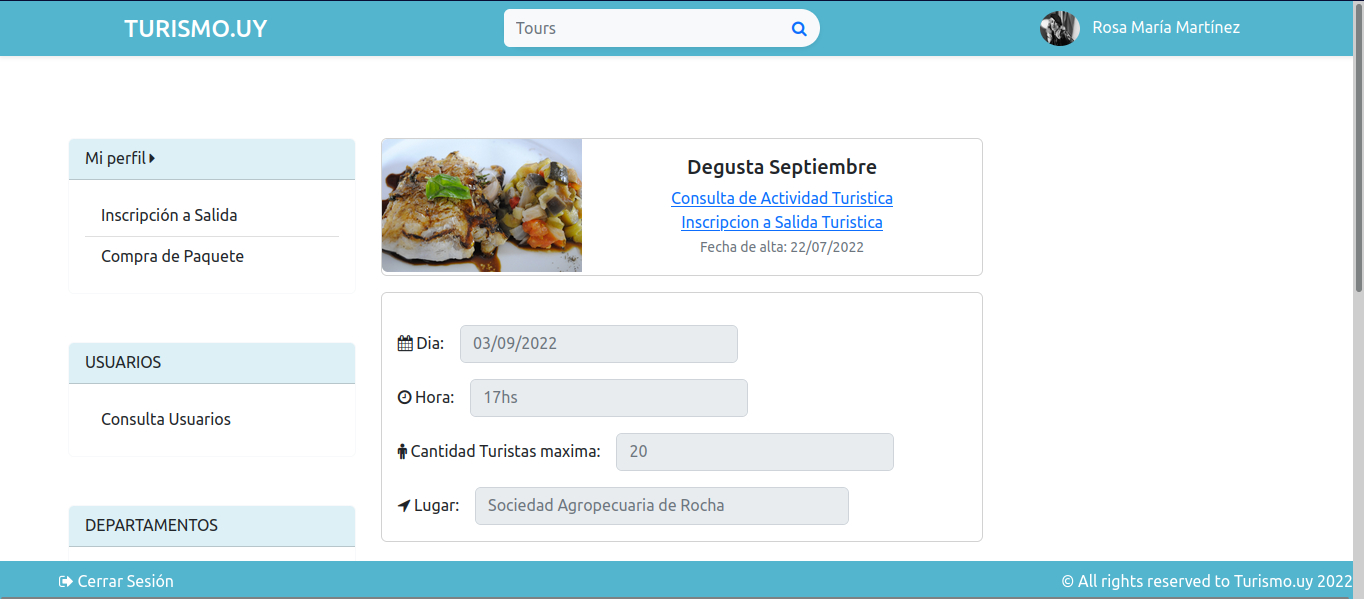 TURISMO.UY
Tours
Rosa María Martínez
Mi perfil
Inscripción a Salida
Compra de Paquete
USUARIOS
Consulta Usuarios
DEPARTAMENTOS
Degusta Septiembre
Consulta de Actividad Turistica
Inscripcion a Salida Turistica
Fecha de alta: 22/07/2022
Dia: 03/09/2022
Hora: 17hs
Cantidad Turistas maxima: 20
Lugar: Sociedad Agropecuaria de Rocha
Cerrar Sesión
© All rights reserved to Turismo.uy 2022